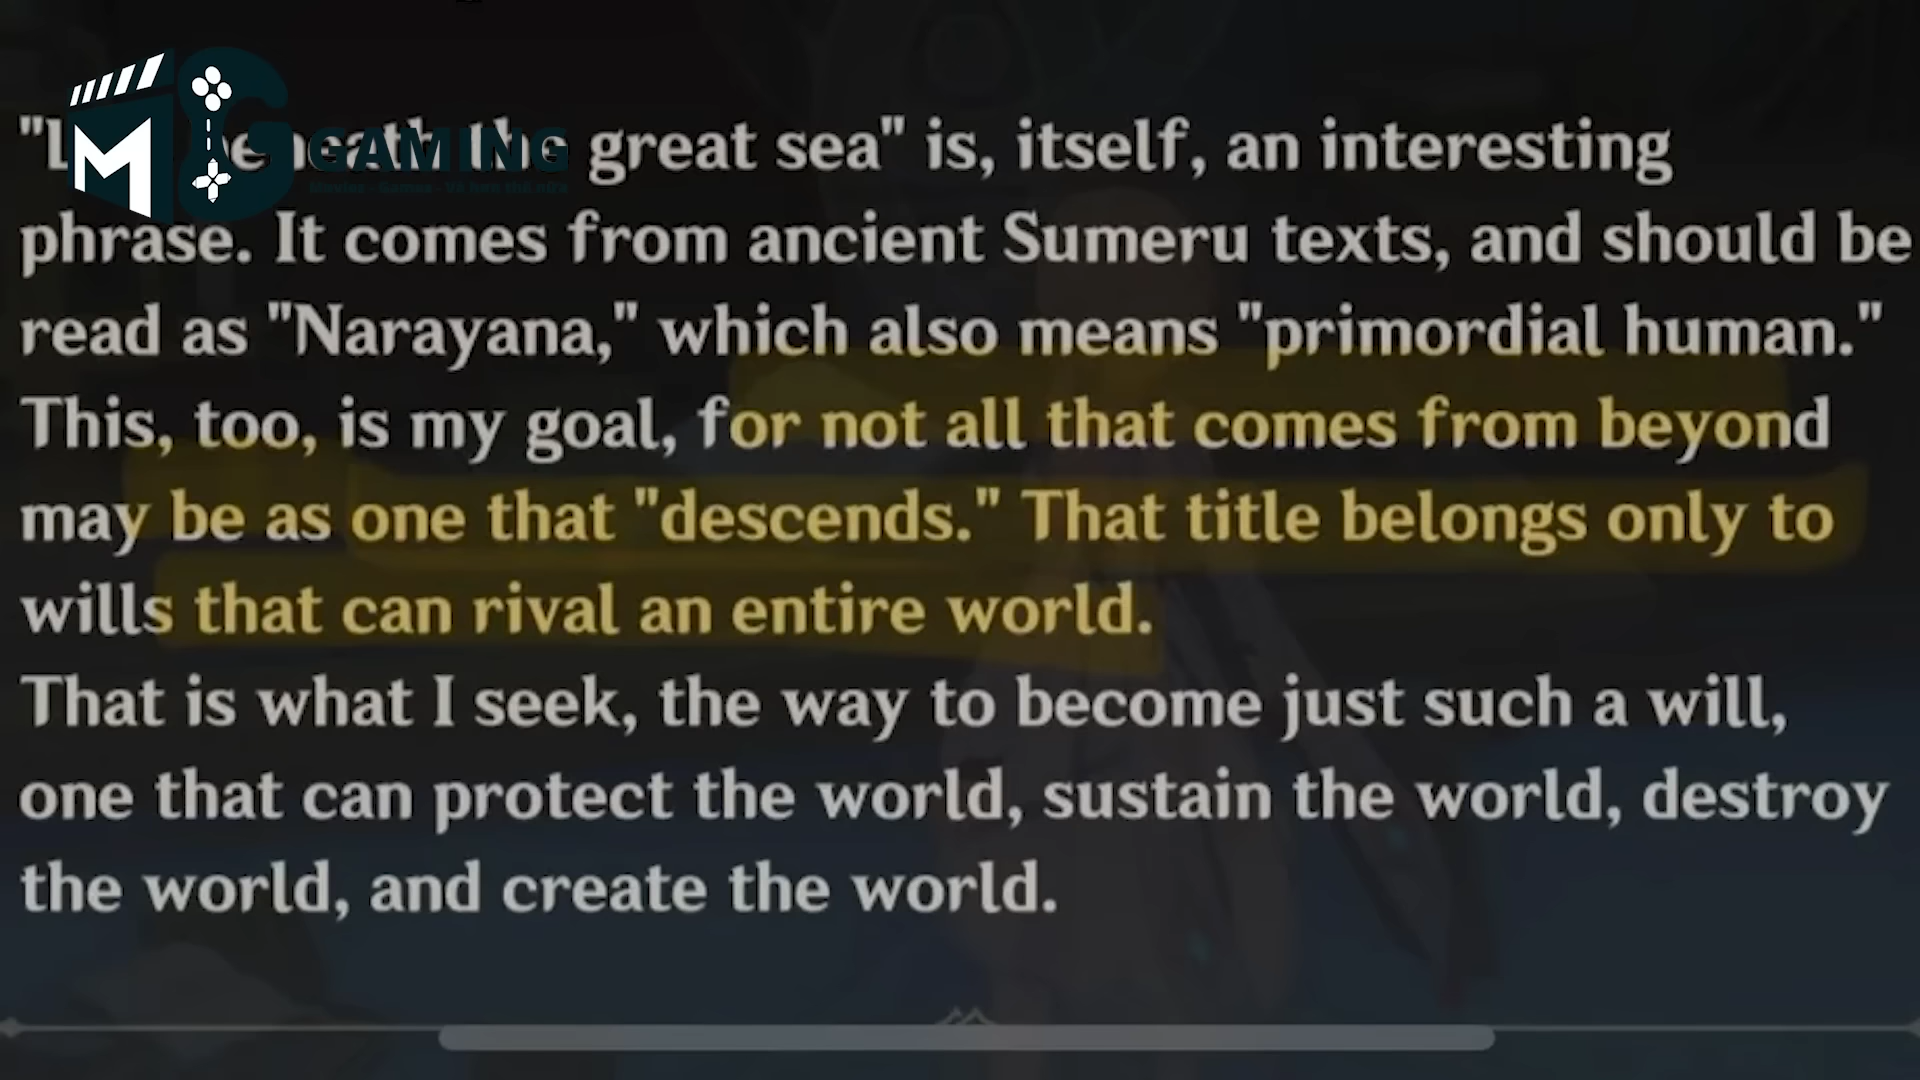 "L beneath the great sea" is, itself, an interesting
phrase. It comes from ancient Sumeru texts, and should be
read as "Narayana," which also means "primordial human."
This, too, is my goal, for not all that comes from beyond
may be as one that "descends." That title belongs only to
wills that can rival an entire world.
That is what I seek, the way to become just such a will,
one that can protect the world, sustain the world, destroy
the world, and create the world.
MG GAMING